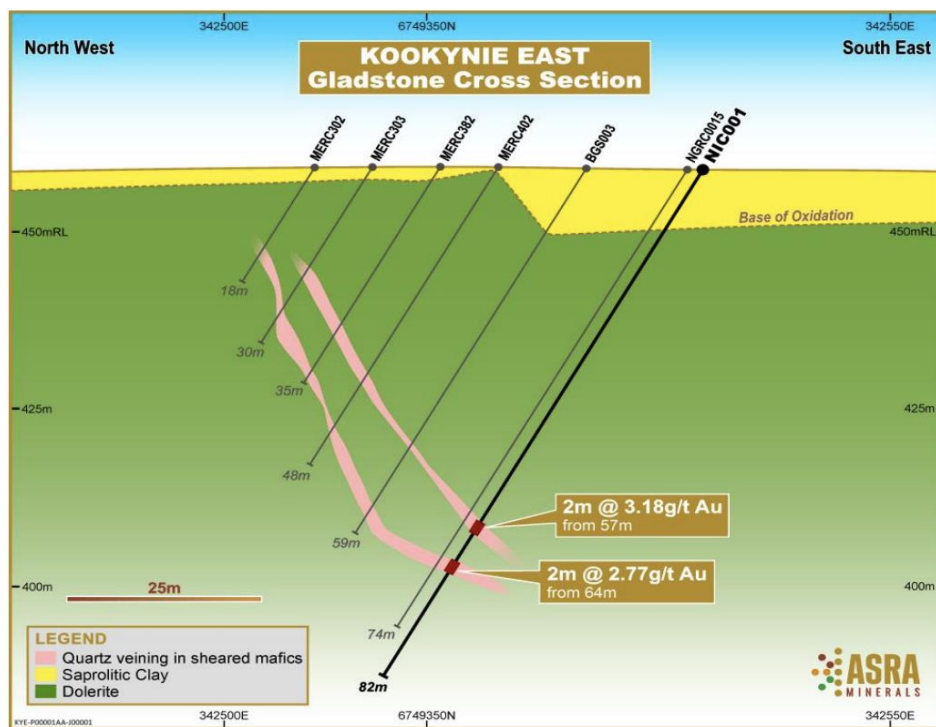 342500E 6749350N 342550E
North West South East
KOOKYNIE EAST
Gladstone Cross Section
MERC302
MERC303
MERC382
MERC402
BGS003
NGRC0015
NIC001
Base of Oxidation
450mRL 450mRL
18m
30m
35m
425m 425m
48m
2m @ 3.18g/t Au
from 57m
59m
2m @ 2.77g/t Au
from 64m
400m 400m
25m
74m
82m
LEGEND
Quartz veining in sheared mafics
Saprolitic Clay
Dolerite
ASRA
MINERALS
KYE-P00001AA-J00001
342500E 6749350N 342550E